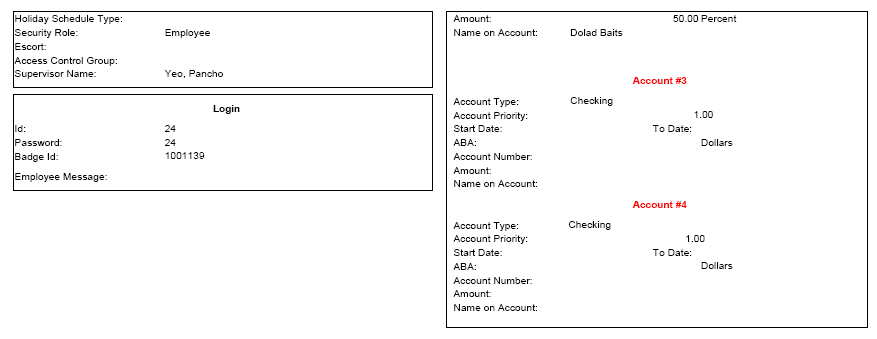 Holiday Schedule Type:
Security Role: Employee
Escort:
Access Control Group:
Supervisor Name: Yeo, Pancho
Login
Id: 24
Password: 24
Badge Id: 1001139
Employee Message:
Amount: 50.00 Percent
Name on Account: Dolad Baits
Account #3
Account Type: Checking
Account Priority: 1.00
Start Date: To Date:
ABA: Dollars
Account Number:
Amount:
Name on Account:
Account #4
Account Type: Checking
Account Priority: 1.00
Start Date: To Date:
ABA: Dollars
Account Number:
Amount:
Name on Account: